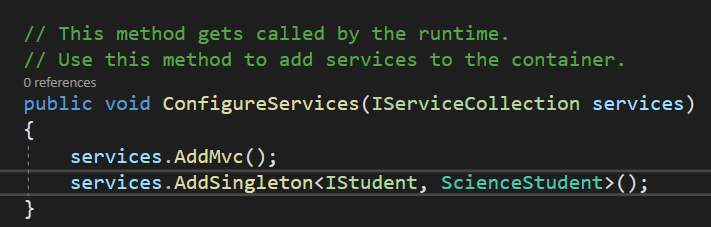 // This method gets called by the runtime.
// Use this method to add services to the container.
0 references
public void ConfigureServices(IServiceCollection services)
{
    services.AddMvc();
    services.AddSingleton<IStudent, ScienceStudent>();
}